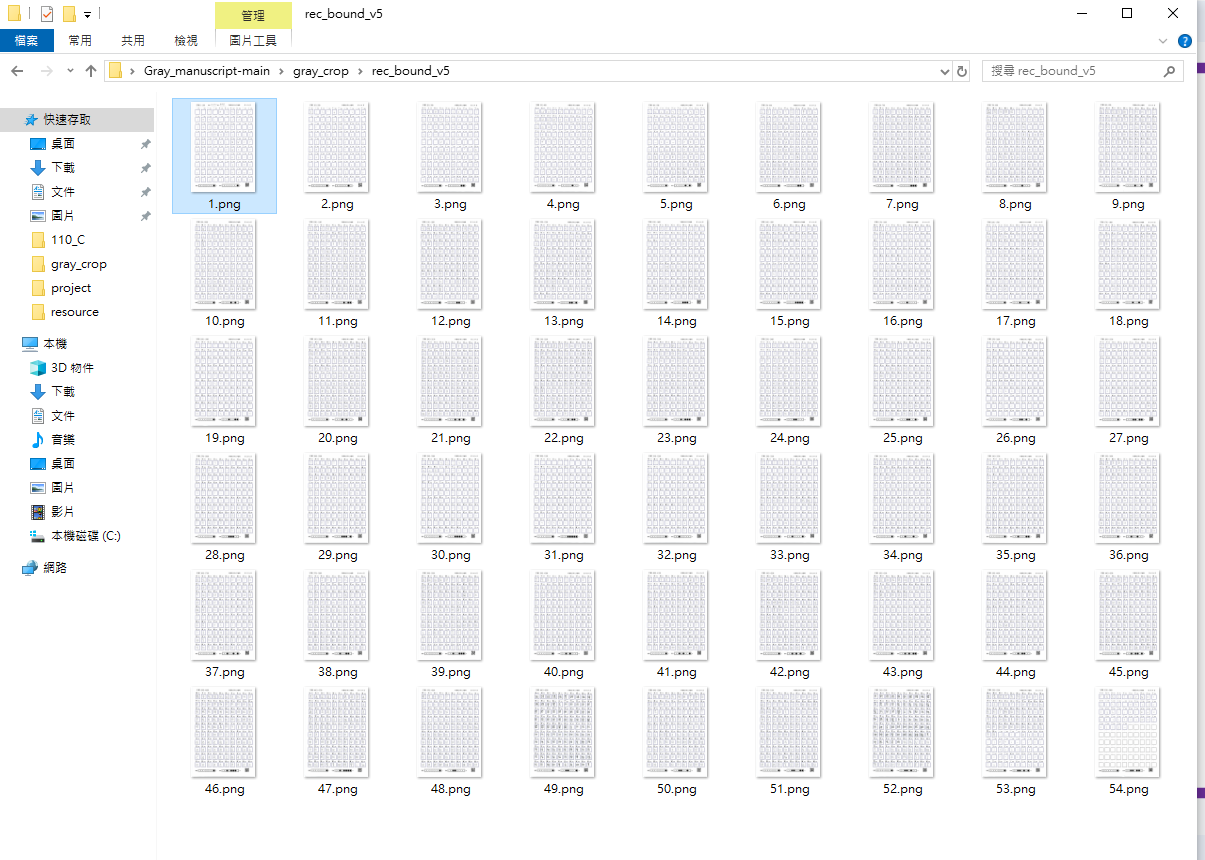 管理
rec_bound_v5
檔案
常用
共用
檢視
圖片工具
Gray_manuscript-main > gray_crop > rec_bound_v5
搜尋 rec_bound_v5
快速存取
桌面
下載
文件
圖片
110_C
gray_crop
project
resource
本機
3D 物件
下載
文件
音樂
桌面
圖片
影片
本機磁碟 (C:)
網路
1.png 2.png 3.png 4.png 5.png 6.png 7.png 8.png 9.png
10.png 11.png 12.png 13.png 14.png 15.png 16.png 17.png 18.png
19.png 20.png 21.png 22.png 23.png 24.png 25.png 26.png 27.png
28.png 29.png 30.png 31.png 32.png 33.png 34.png 35.png 36.png
37.png 38.png 39.png 40.png 41.png 42.png 43.png 44.png 45.png
46.png 47.png 48.png 49.png 50.png 51.png 52.png 53.png 54.png